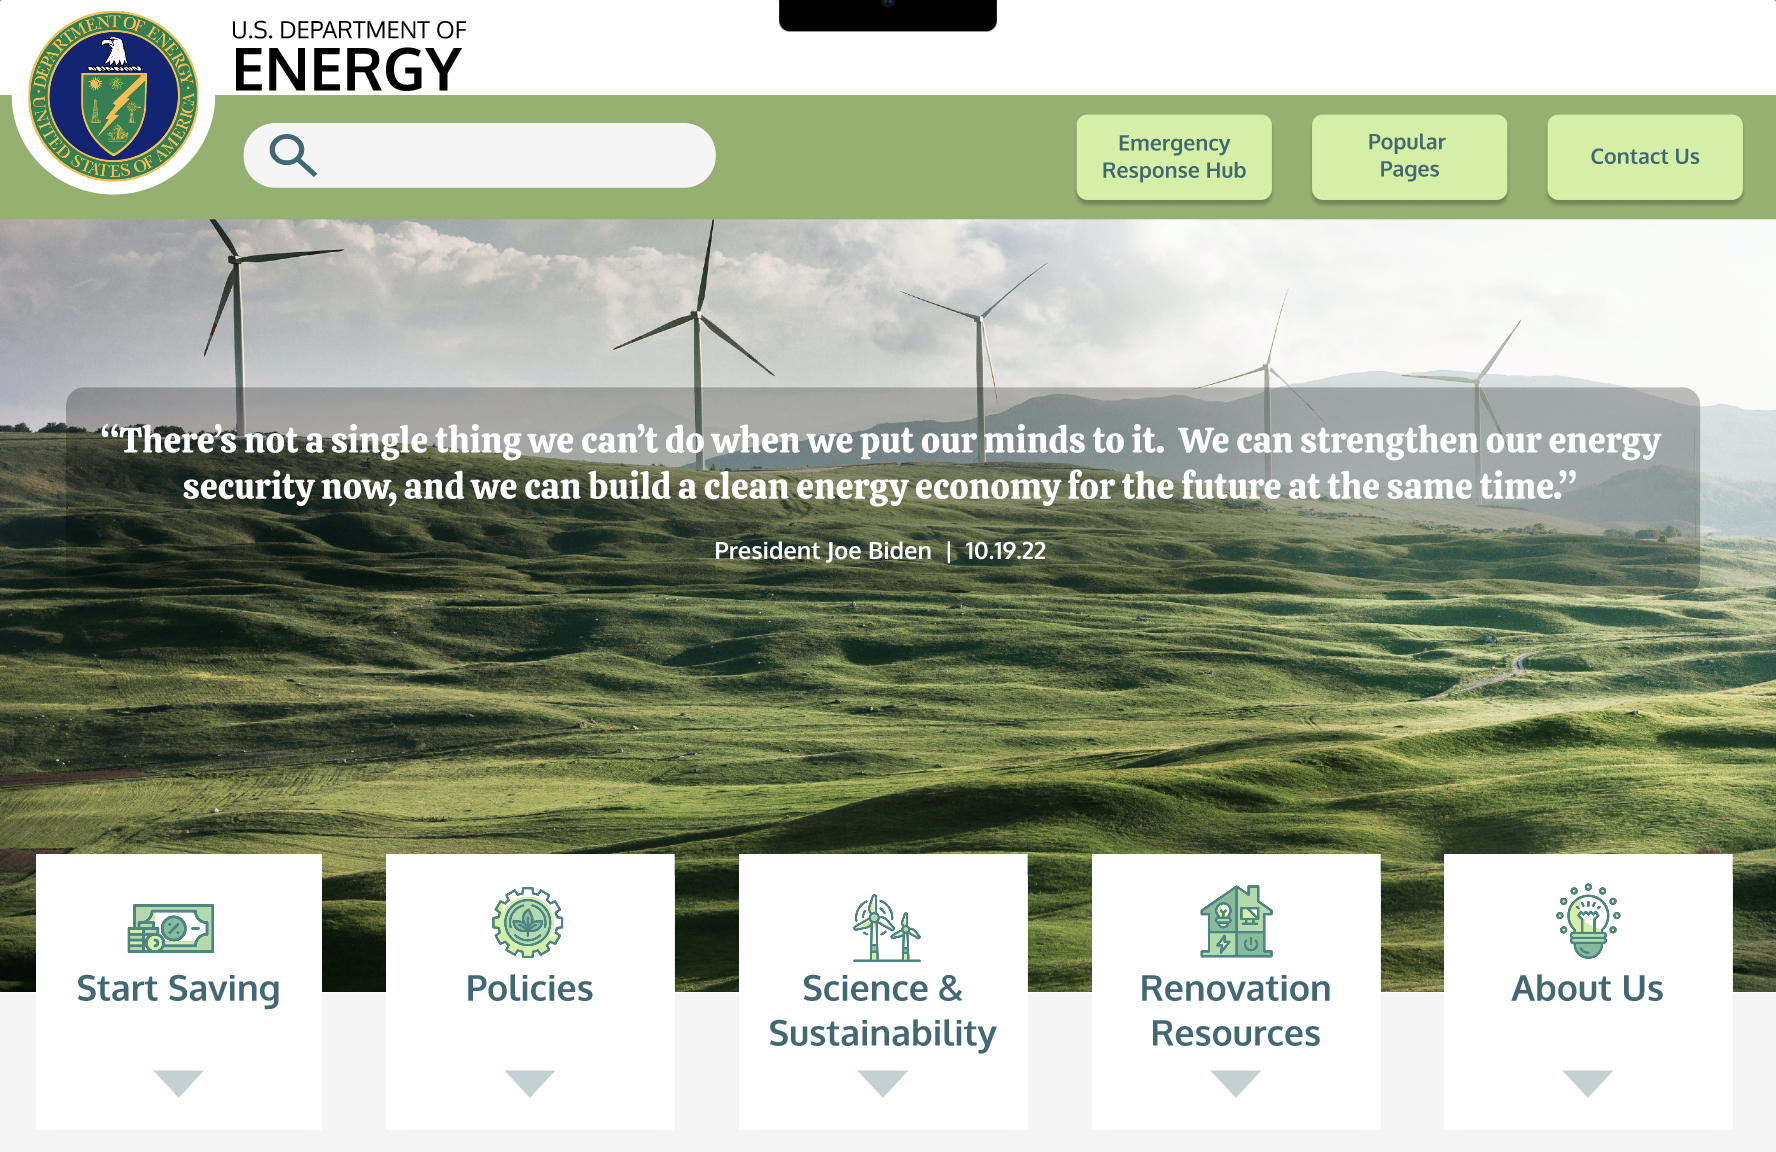 DEPARTMENT OF ENERGY
UNITED STATES OF AMERICA
U.S. DEPARTMENT OF
ENERGY
Emergency
Response Hub
Popular
Pages
Contact Us
“There’s not a single thing we can’t do when we put our minds to it.  We can strengthen our energy
security now, and we can build a clean energy economy for the future at the same time.”
President Joe Biden | 10.19.22
Start Saving
Policies
Science &
Sustainability
Renovation
Resources
About Us